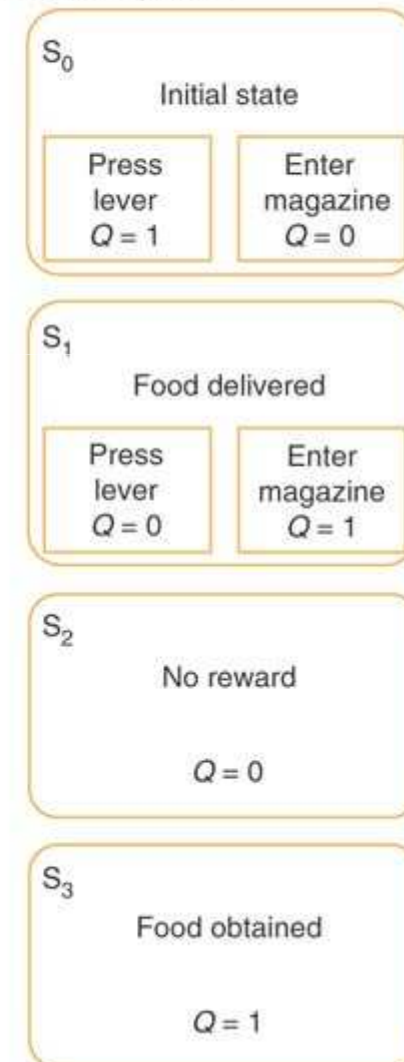 S0
Initial state
Press
lever
Q = 1
Enter
magazine
Q = 0
S1
Food delivered
Press
lever
Q = 0
Enter
magazine
Q = 1
S2
No reward
Q = 0
S3
Food obtained
Q = 1